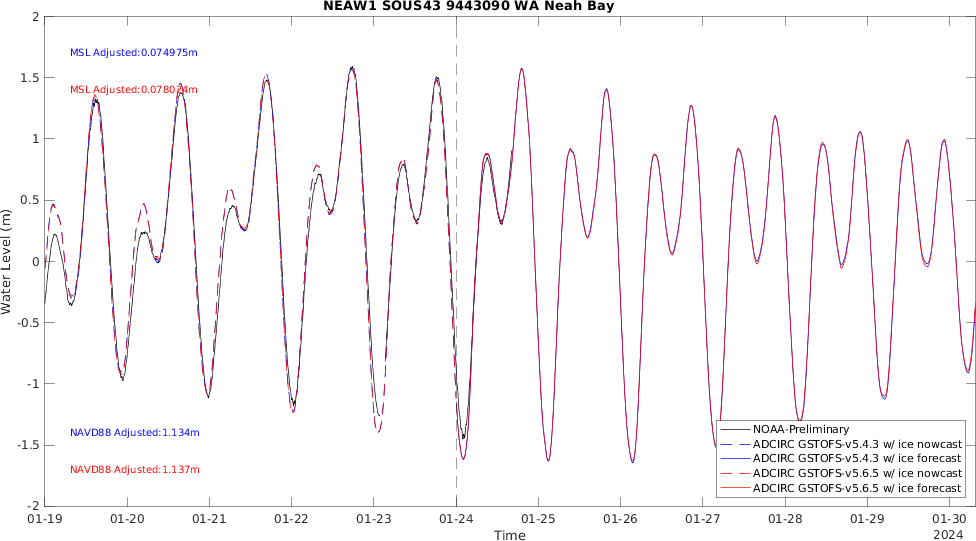 NEAW1 SOUS43 9443090 WA Neah Bay
MSL Adjusted:0.074975m
MSL Adjusted:0.078024m
NAVD88 Adjusted:1.134m
NAVD88 Adjusted:1.137m
Water Level (m)
2
1.5
1
0.5
0
-0.5
-1
-1.5
-2
NOAA-Preliminary
ADCIRC GSTOFS-v5.4.3 w/ ice nowcast
ADCIRC GSTOFS-v5.4.3 w/ ice forecast
ADCIRC GSTOFS-v5.6.5 w/ ice nowcast
ADCIRC GSTOFS-v5.6.5 w/ ice forecast
01-19 01-20 01-21 01-22 01-23 01-24 01-25 01-26 01-27 01-28 01-29 01-30
Time
2024